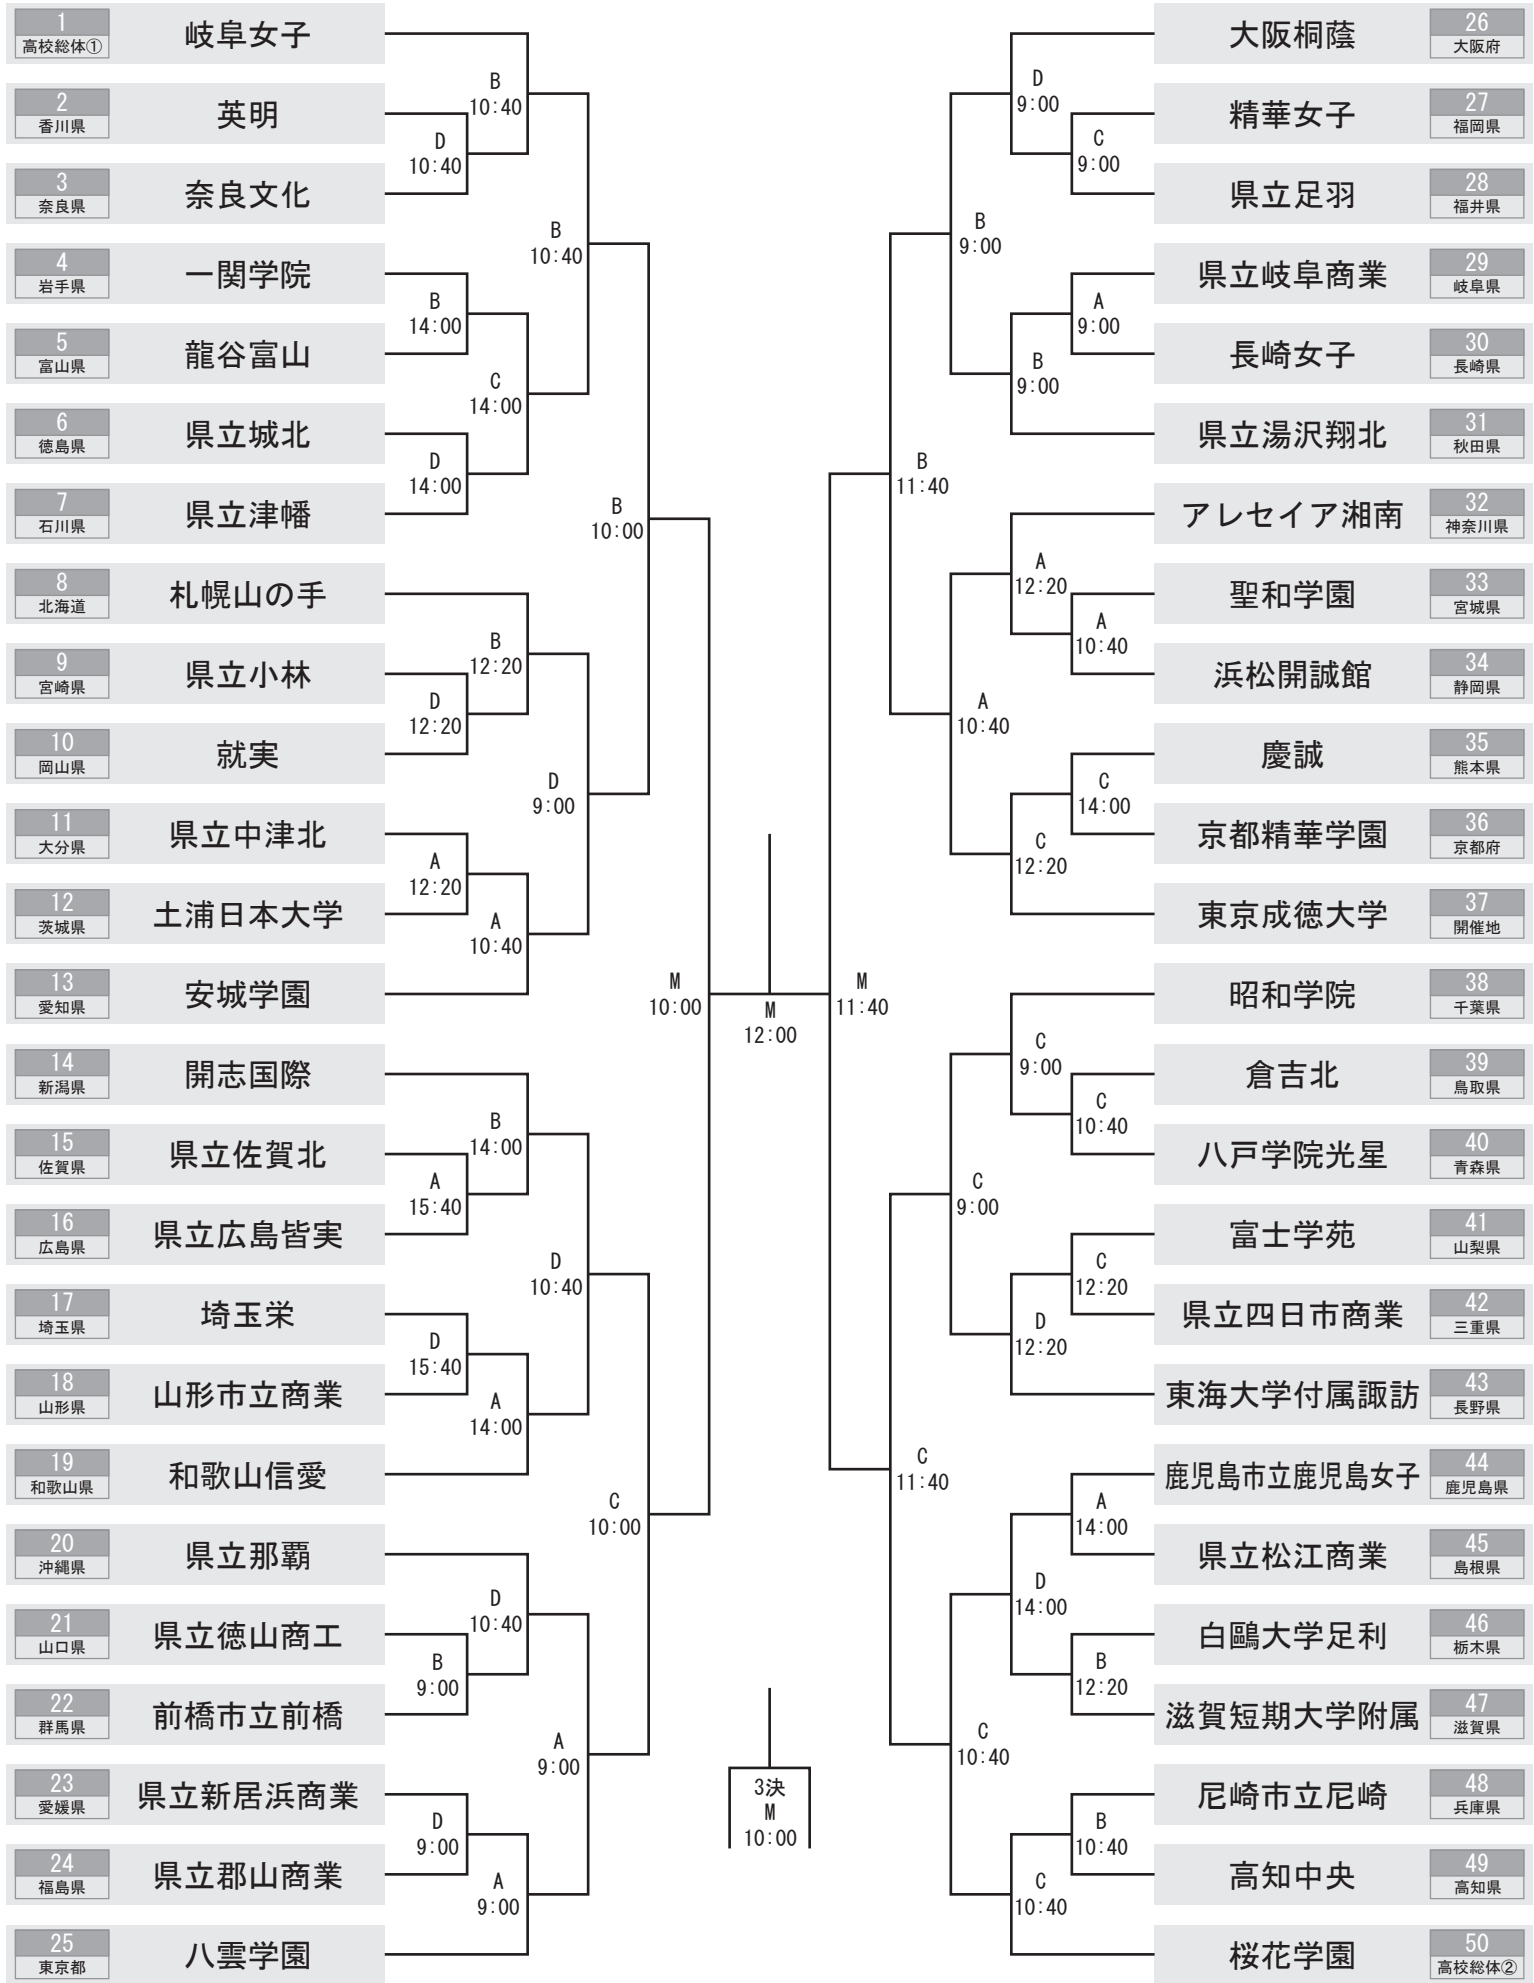 1
高校総体①
岐阜女子
2
香川県
英明
3
奈良県
奈良文化
4
岩手県
一関学院
5
富山県
龍谷富山
6
徳島県
県立城北
7
石川県
県立津幡
8
北海道
札幌山の手
9
宮崎県
県立小林
10
岡山県
就実
11
大分県
県立中津北
12
茨城県
土浦日本大学
13
愛知県
安城学園
14
新潟県
開志国際
15
佐賀県
県立佐賀北
16
広島県
県立広島皆実
17
埼玉県
埼玉栄
18
山形県
山形市立商業
19
和歌山県
和歌山信愛
20
沖縄県
県立那覇
21
山口県
県立徳山商工
22
群馬県
前橋市立前橋
23
愛媛県
県立新居浜商業
24
福島県
県立郡山商業
25
東京都
八雲学園
D
10:40
B
14:00
D
14:00
D
12:20
A
12:20
A
15:40
D
15:40
B
9:00
D
9:00
B
10:40
C
14:00
B
12:20
A
10:40
B
14:00
A
14:00
D
10:40
A
9:00
B
10:40
D
9:00
D
10:40
A
9:00
B
10:00
C
10:00
M
10:00
M
12:00
3決
M
10:00
M
11:40
B
11:40
C
11:40
B
9:00
A
10:40
C
9:00
C
10:40
D
9:00
B
9:00
A
12:20
C
12:20
C
9:00
D
12:20
D
14:00
C
10:40
C
9:00
A
9:00
A
10:40
C
14:00
C
10:40
C
12:20
A
14:00
B
12:20
B
10:40
大阪桐蔭
26
大阪府
精華女子
27
福岡県
県立足羽
28
福井県
県立岐阜商業
29
岐阜県
長崎女子
30
長崎県
県立湯沢翔北
31
秋田県
アレセイア湘南
32
神奈川県
聖和学園
33
宮城県
浜松開誠館
34
静岡県
慶誠
35
熊本県
京都精華学園
36
京都府
東京成徳大学
37
開催地
昭和学院
38
千葉県
倉吉北
39
鳥取県
八戸学院光星
40
青森県
富士学苑
41
山梨県
県立四日市商業
42
三重県
東海大学付属諏訪
43
長野県
鹿児島市立鹿児島女子
44
鹿児島県
県立松江商業
45
島根県
白鷗大学足利
46
栃木県
滋賀短期大学附属
47
滋賀県
尼崎市立尼崎
48
兵庫県
高知中央
49
高知県
桜花学園
50
高校総体②